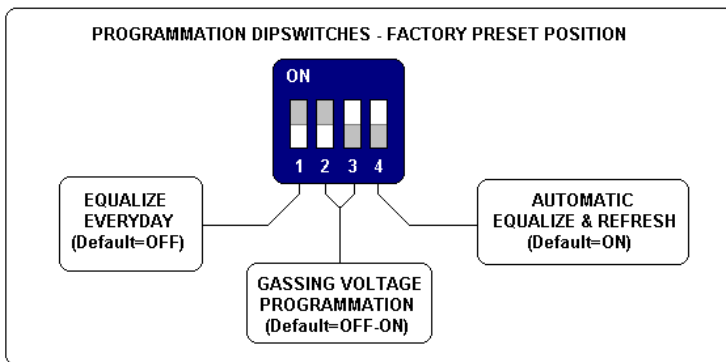 PROGRAMMATION DIPSWITCHES - FACTORY PRESET POSITION
ON
1 2 3 4
EQUALIZE
EVERYDAY
(Default=OFF)
GASSING VOLTAGE
PROGRAMMATION
(Default=OFF-ON)
AUTOMATIC
EQUALIZE & REFRESH
(Default=ON)